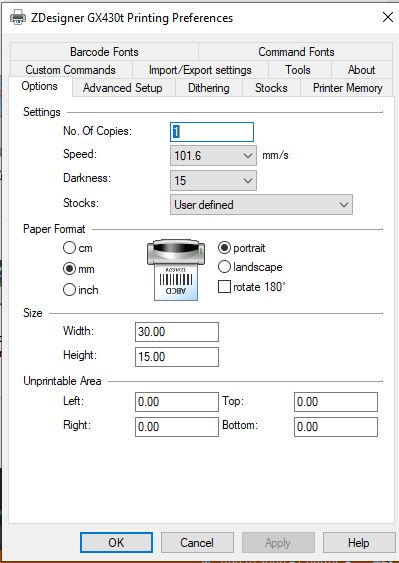 ZDesigner GX430t Printing Preferences
Barcode Fonts Command Fonts
Custom Commands Import/Export settings Tools About
Options Advanced Setup Dithering Stocks Printer Memory
Settings
No. Of Copies: 1
Speed: 101.6 mm/s
Darkness: 15
Stocks: User defined
Paper Format
cm portrait
mm landscape
inch rotate 180°
ABCD
Size
Width: 30.00
Height: 15.00
Unprintable Area
Left: 0.00 Top: 0.00
Right: 0.00 Bottom: 0.00
OK Cancel Apply Help